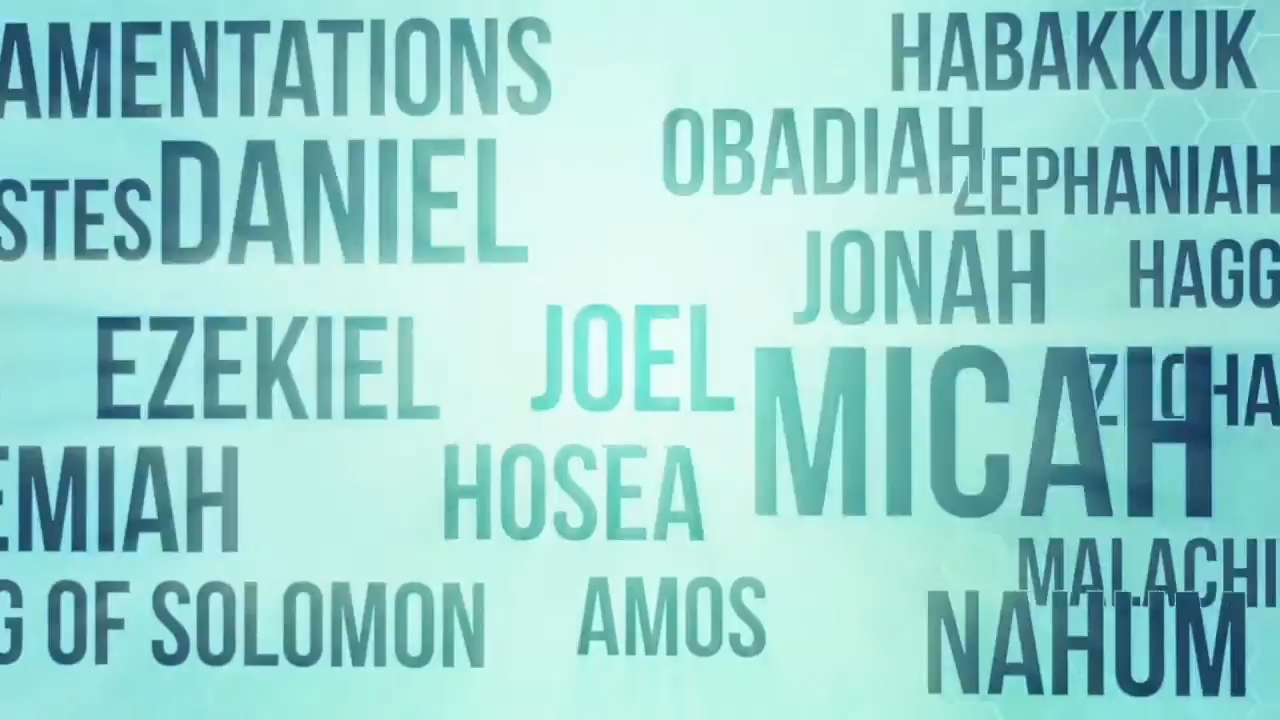 AMENTATIONS
HABAKKUK
OBADIAH
DANIEL
ZEPHANIAH
STES
JONAH
HAGG
EZEKIEL
JOEL
MICAH
HOSEA
EMIAH
MALACHI
G OF SOLOMON
AMOS
NAHUM